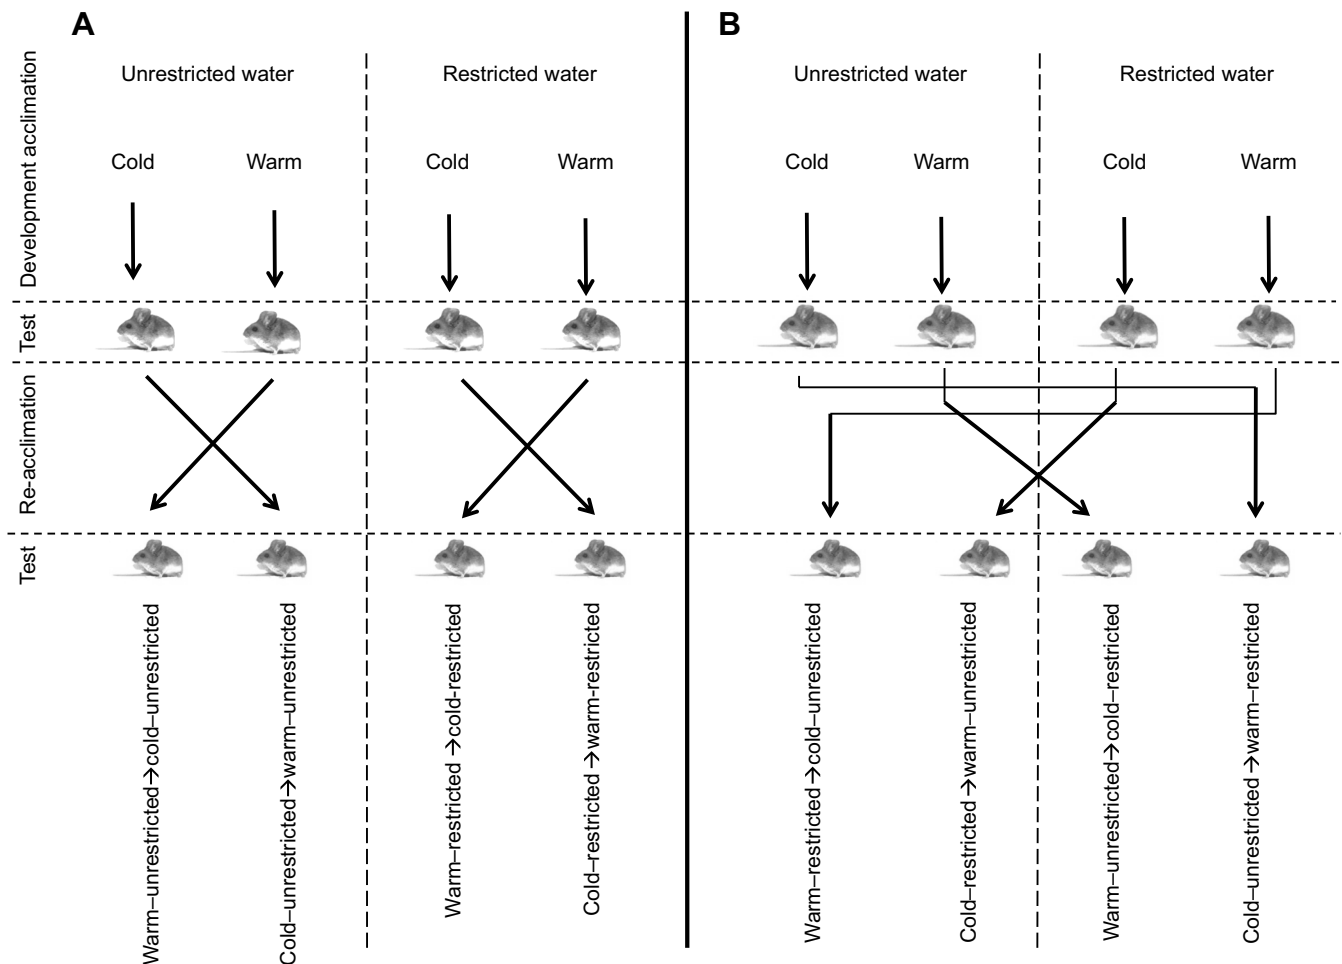 A
B
Unrestricted water
Restricted water
Unrestricted water
Restricted water
Development acclimation
Cold
Warm
Cold
Warm
Cold
Warm
Cold
Warm
Test
Re-acclimation
Test
Warm–unrestricted→cold–unrestricted
Cold–unrestricted→warm–unrestricted
Warm–restricted →cold-restricted
Cold–restricted →warm-restricted
Warm–restricted→cold–unrestricted
Cold–restricted →warm–unrestricted
Warm–unrestricted→cold–restricted
Cold–unrestricted →warm–restricted